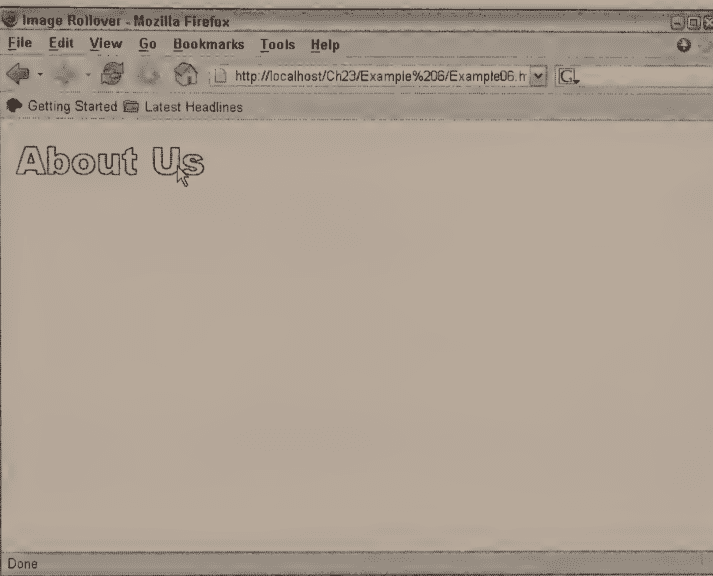 Image Rollover - Mozilla Firefox
File Edit View Go Bookmarks Tools Help
http://localhost/Ch23/Example%206/Example06.h G
Getting Started Latest Headlines
About Us
Done